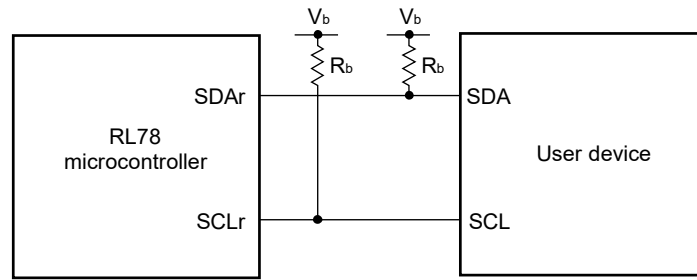 Vb Vb
Rb Rb
SDAr SDA
RL78
microcontroller
User device
SCLr SCL